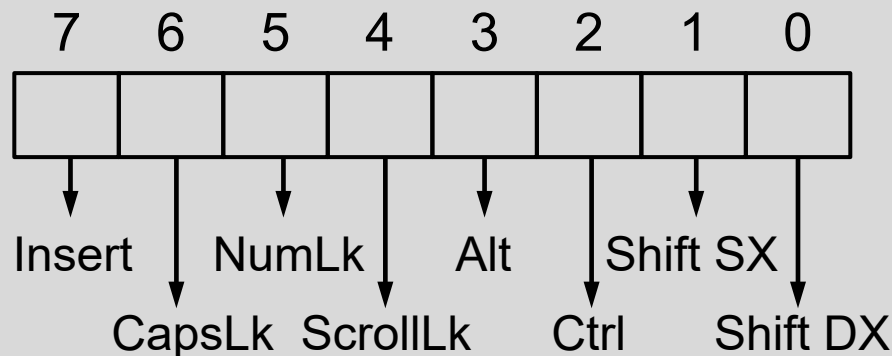 7 6 5 4 3 2 1 0
Insert NumLk Alt Shift SX
CapsLk ScrollLk Ctrl Shift DX